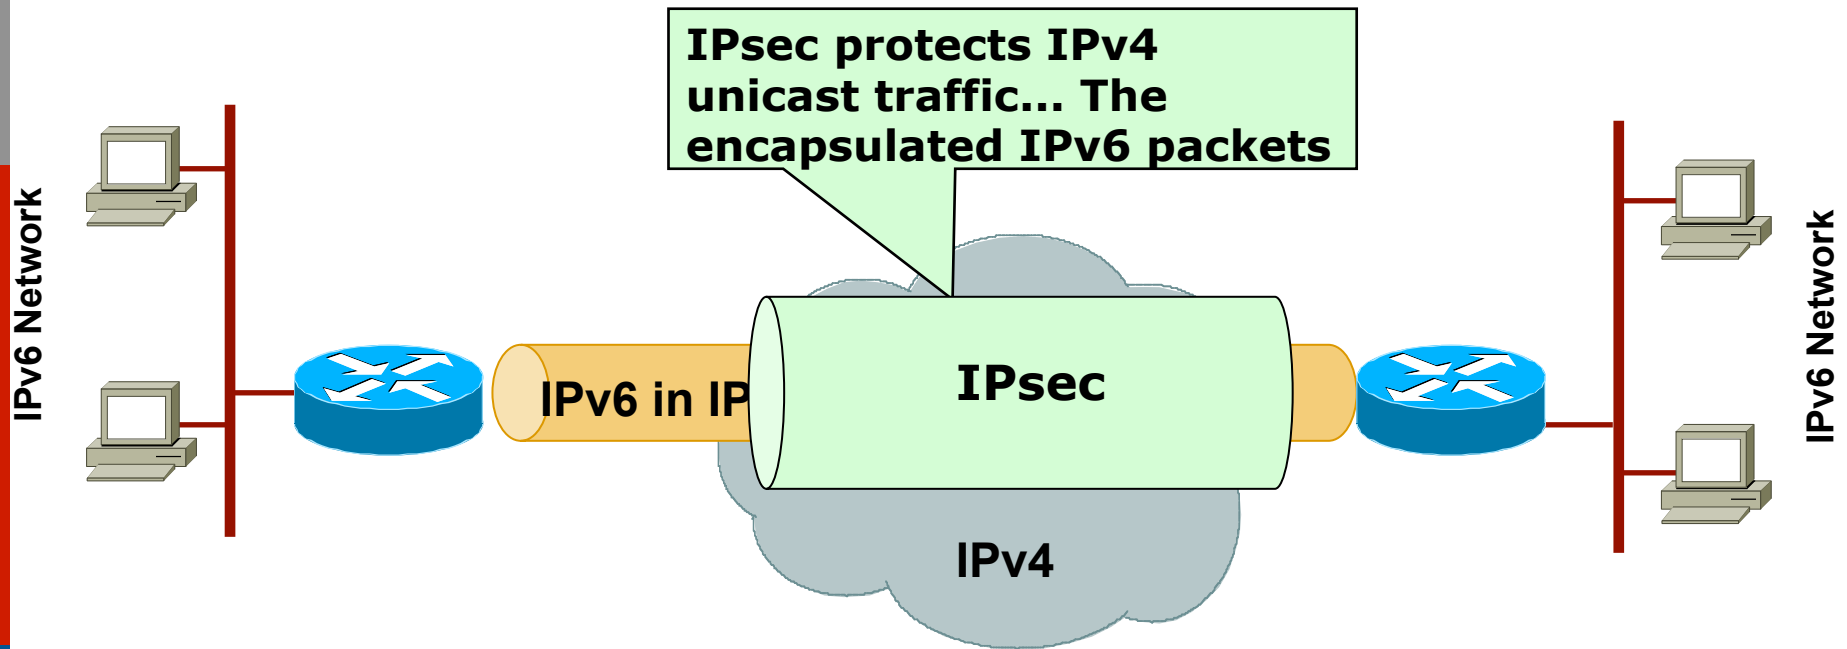 IPsec protects IPv4
unicast traffic... The
encapsulated IPv6 packets
IPv6 Network
IPv6 in IP
IPsec
IPv4
IPv6 Network